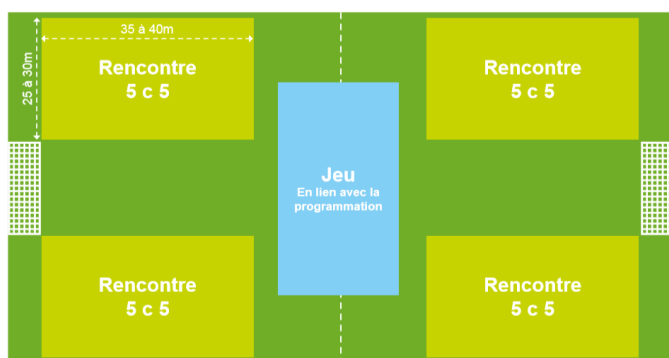 35 à 40m
25 à 30m
Rencontre
5 c 5
Rencontre
5 c 5
Jeu
En lien avec la
programmation
Rencontre
5 c 5
Rencontre
5 c 5